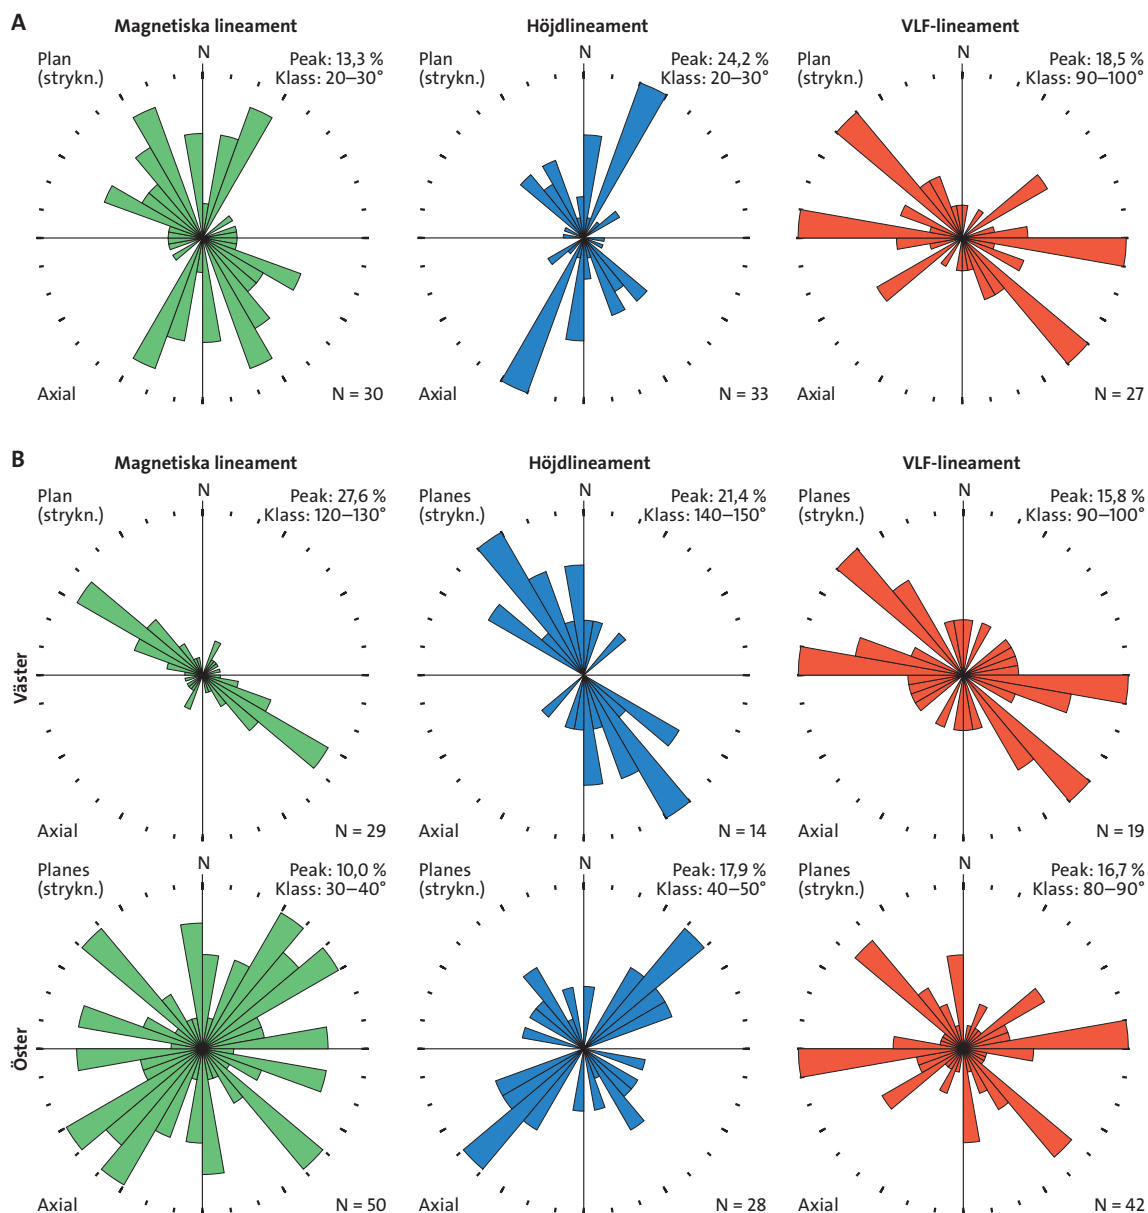 A
Magnetiska lineament
Höjdlineament
VLF-lineament
Plan
(strykn.)
N
Peak: 13,3 %
Klass: 20–30°
Axial
N = 30
Plan
(strykn.)
N
Peak: 24,2 %
Klass: 20–30°
Axial
N = 33
Plan
(strykn.)
N
Peak: 18,5 %
Klass: 90–100°
Axial
N = 27
B
Magnetiska lineament
Höjdlineament
VLF-lineament
Väster
Plan
(strykn.)
N
Peak: 27,6 %
Klass: 120–130°
Axial
N = 29
Planes
(strykn.)
N
Peak: 21,4 %
Klass: 140–150°
Axial
N = 14
Planes
(strykn.)
N
Peak: 15,8 %
Klass: 90–100°
Axial
N = 19
Öster
Planes
(strykn.)
N
Peak: 10,0 %
Klass: 30–40°
Axial
N = 50
Planes
(strykn.)
N
Peak: 17,9 %
Klass: 40–50°
Axial
N = 28
Planes
(strykn.)
N
Peak: 16,7 %
Klass: 80–90°
Axial
N = 42